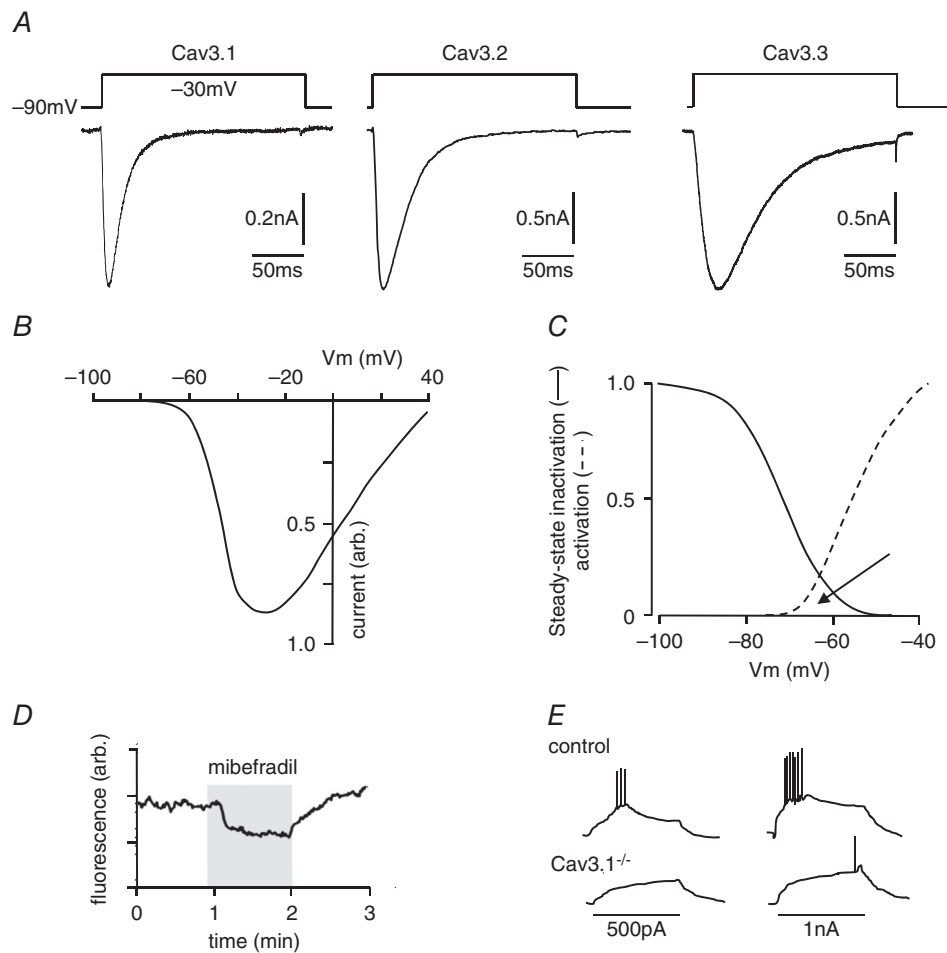 A
Cav3.1
Cav3.2
Cav3.3
–90mV
–30mV
0.2nA
0.5nA
0.5nA
50ms
50ms
50ms
B
Vm (mV)
–100
–60
–20
40
0.5
1.0
current (arb.)
C
Steady-state inactivation (—)
activation (– –·)
1.0
0.5
0
–100
–80
–60
–40
Vm (mV)
D
fluorescence (arb.)
mibefradil
0
1
2
3
time (min)
E
control
Cav3.1-/-
500pA
1nA